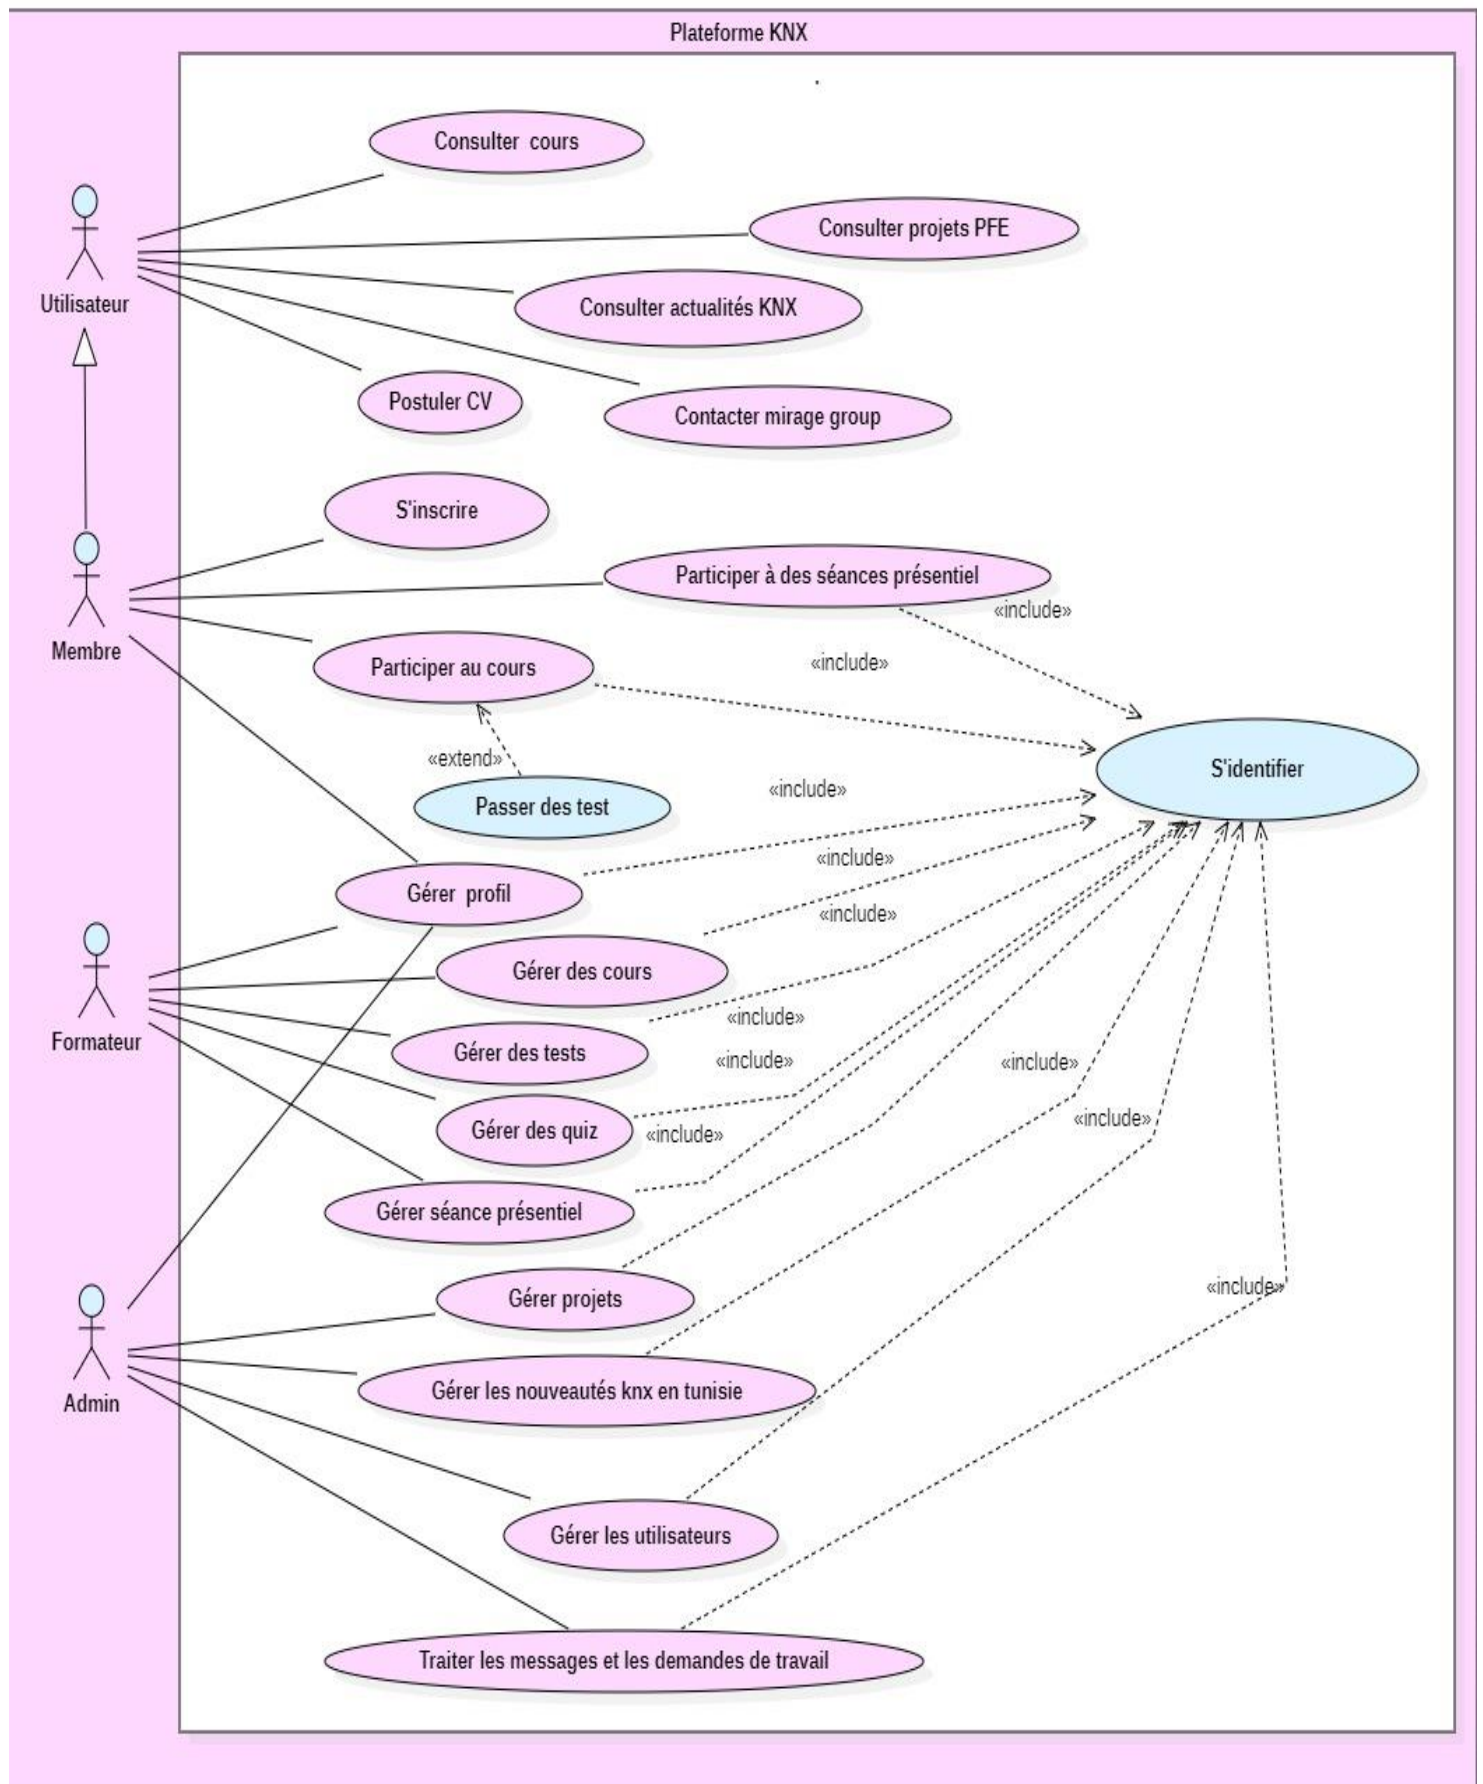 Plateforme KNX
Consulter cours
Consulter projets PFE
Utilisateur
Consulter actualités KNX
Postuler CV
Contacter mirage group
S'inscrire
Participer à des séances présentiel
«include»
Membre
Participer au cours
«include»
«extend»
S'identifier
Passer des test
«include»
Gérer profil
«include»
«include»
Formateur
Gérer des cours
«include»
Gérer des tests
«include»
«include»
Gérer des quiz
«include»
«include»
Gérer séance présentiel
«include»
Gérer projets
Admin
Gérer les nouveautés knx en tunisie
Gérer les utilisateurs
Traiter les messages et les demandes de travail